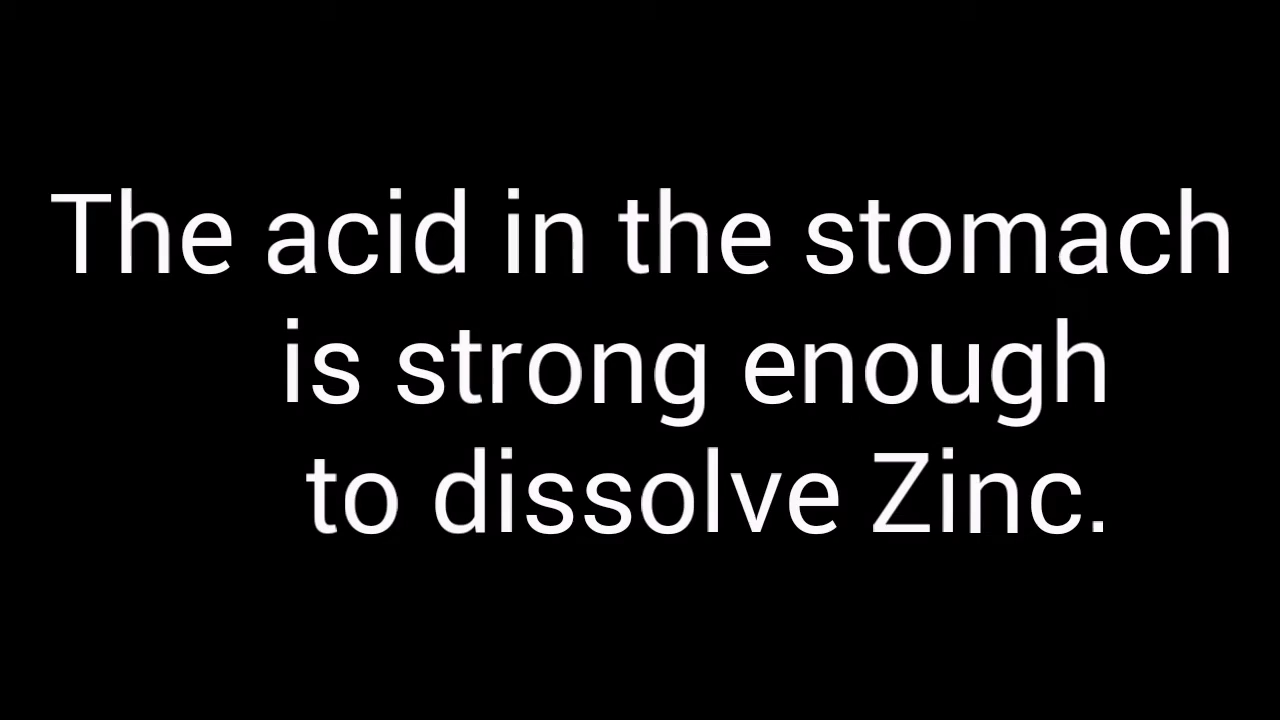 The acid in the stomach
is strong enough
to dissolve Zinc.